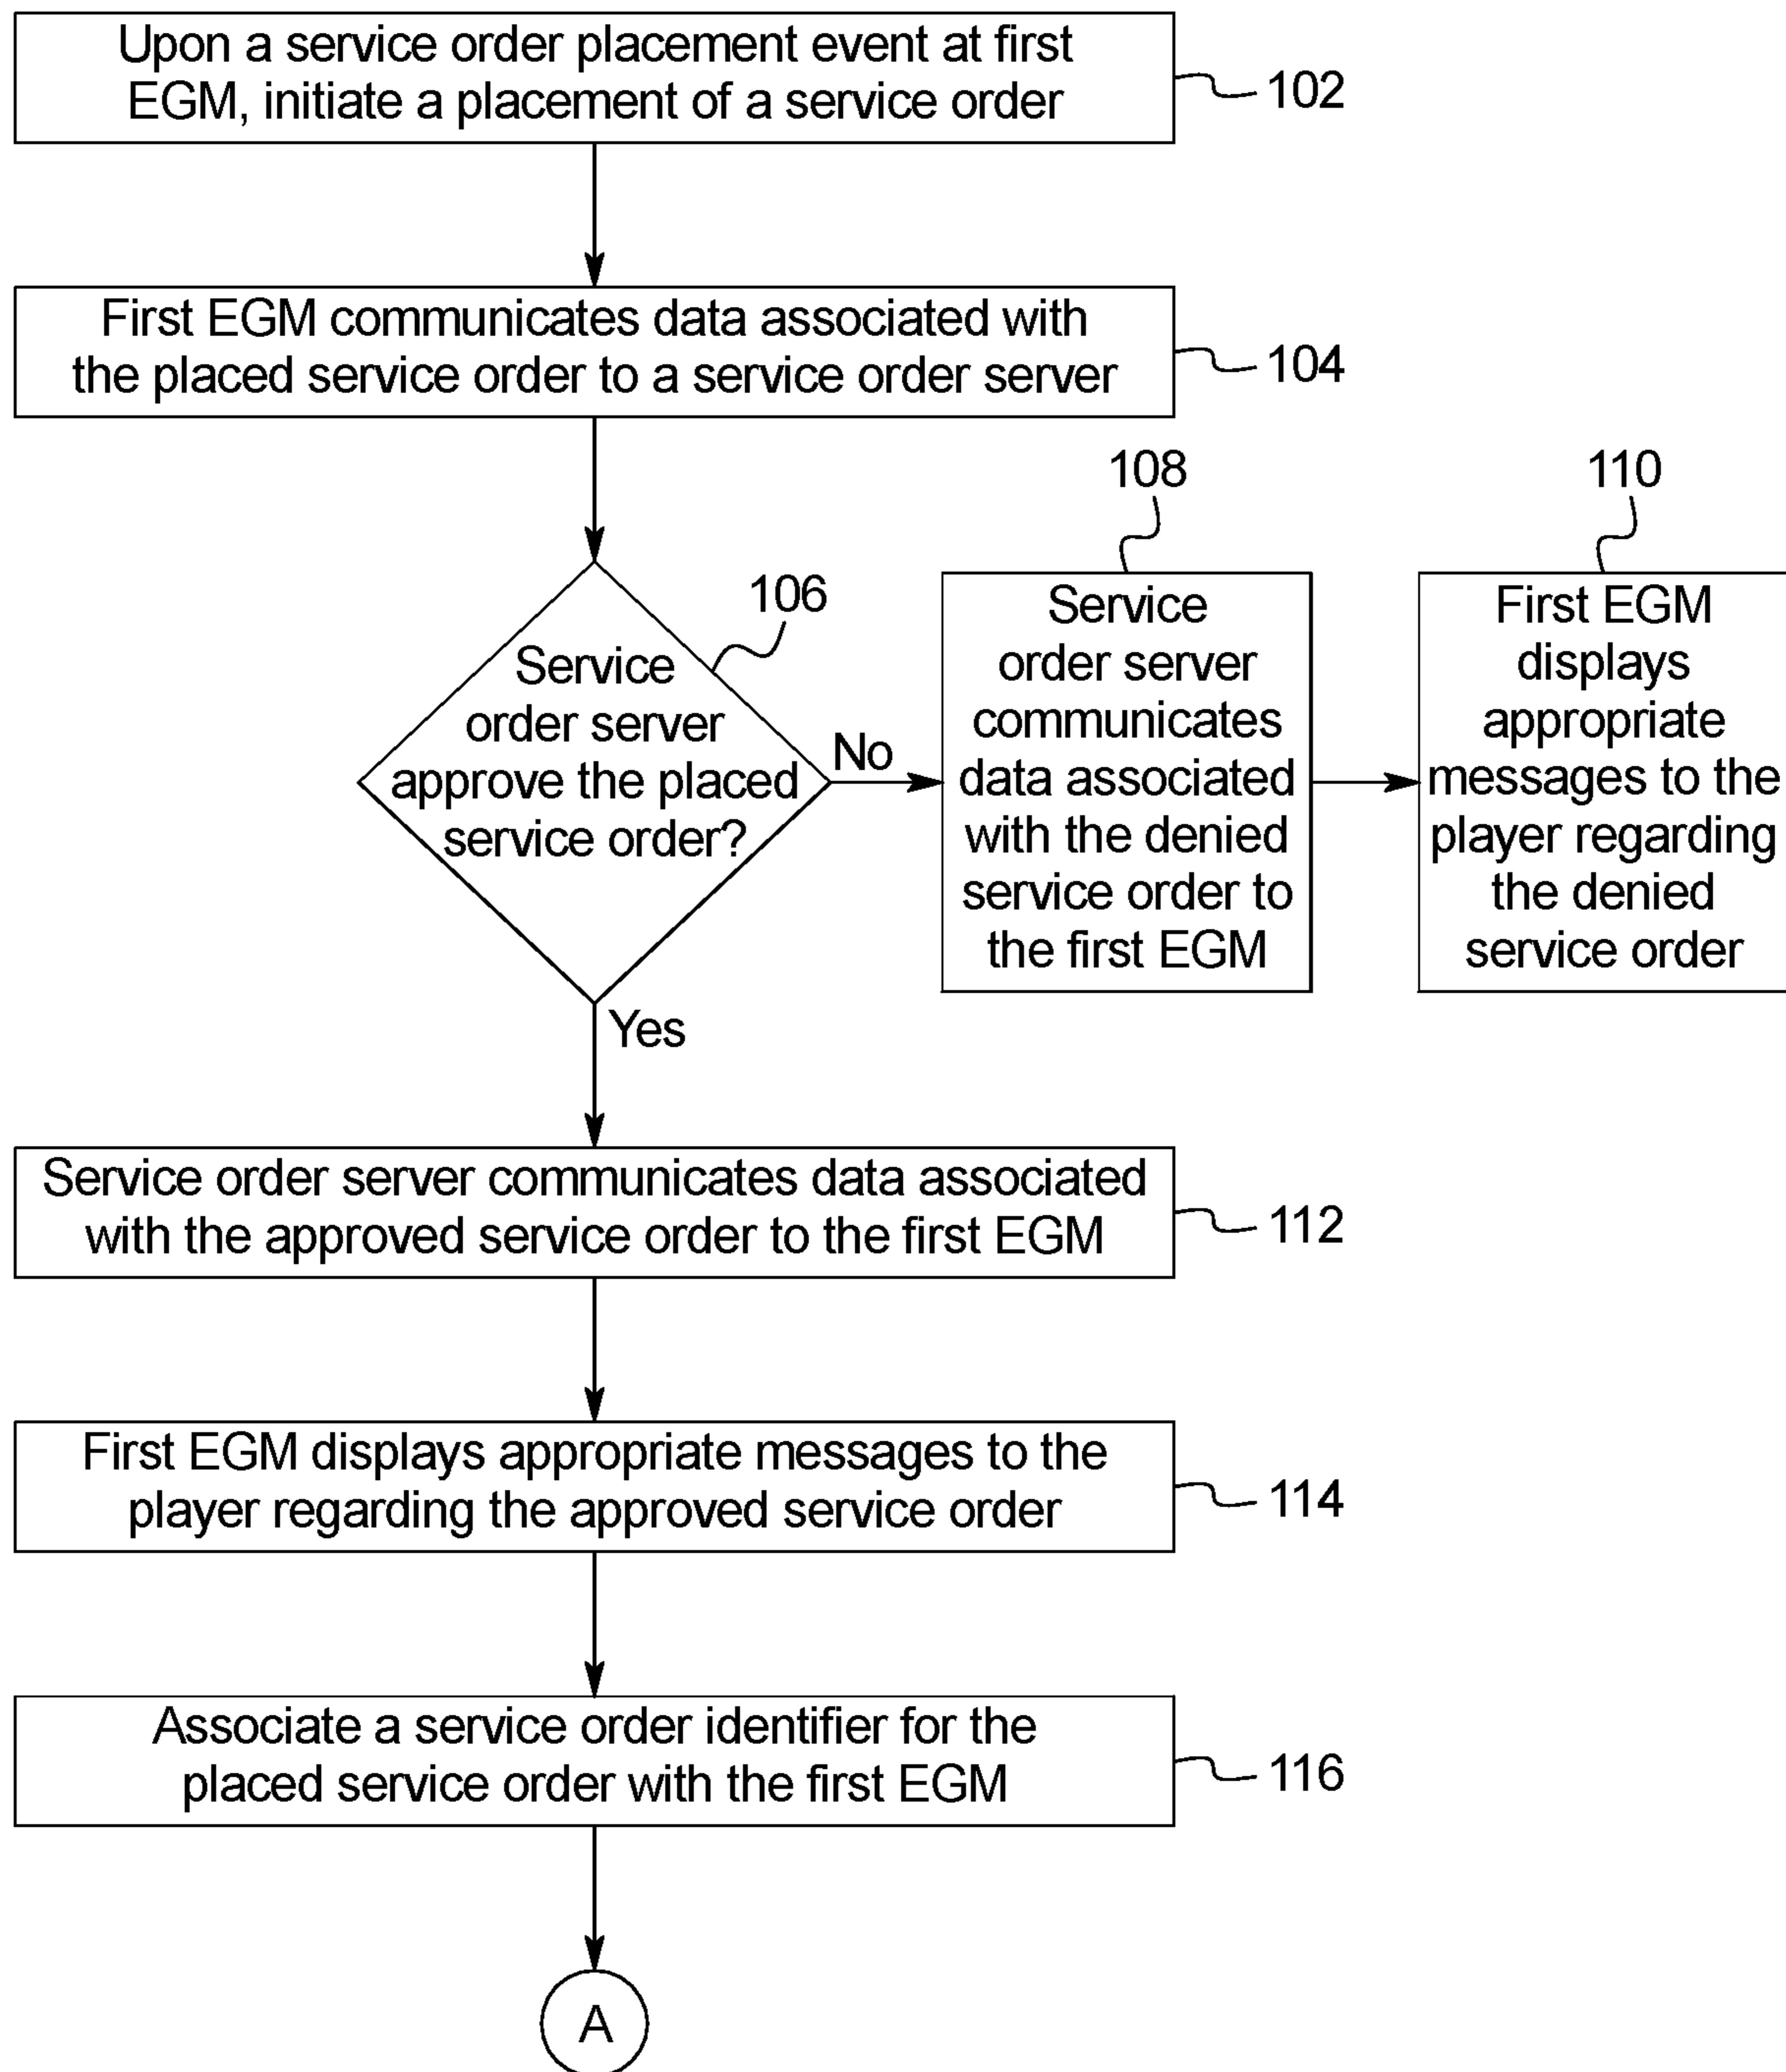 Upon a service order placement event at first
EGM, initiate a placement of a service order
102
First EGM communicates data associated with
the placed service order to a service order server
104
106
Service
order server
approve the placed
service order?
No
108
Service
order server
communicates
data associated
with the denied
service order to
the first EGM
110
First EGM
displays
appropriate
messages to the
player regarding
the denied
service order
Yes
Service order server communicates data associated
with the approved service order to the first EGM
112
First EGM displays appropriate messages to the
player regarding the approved service order
114
Associate a service order identifier for the
placed service order with the first EGM
116
A